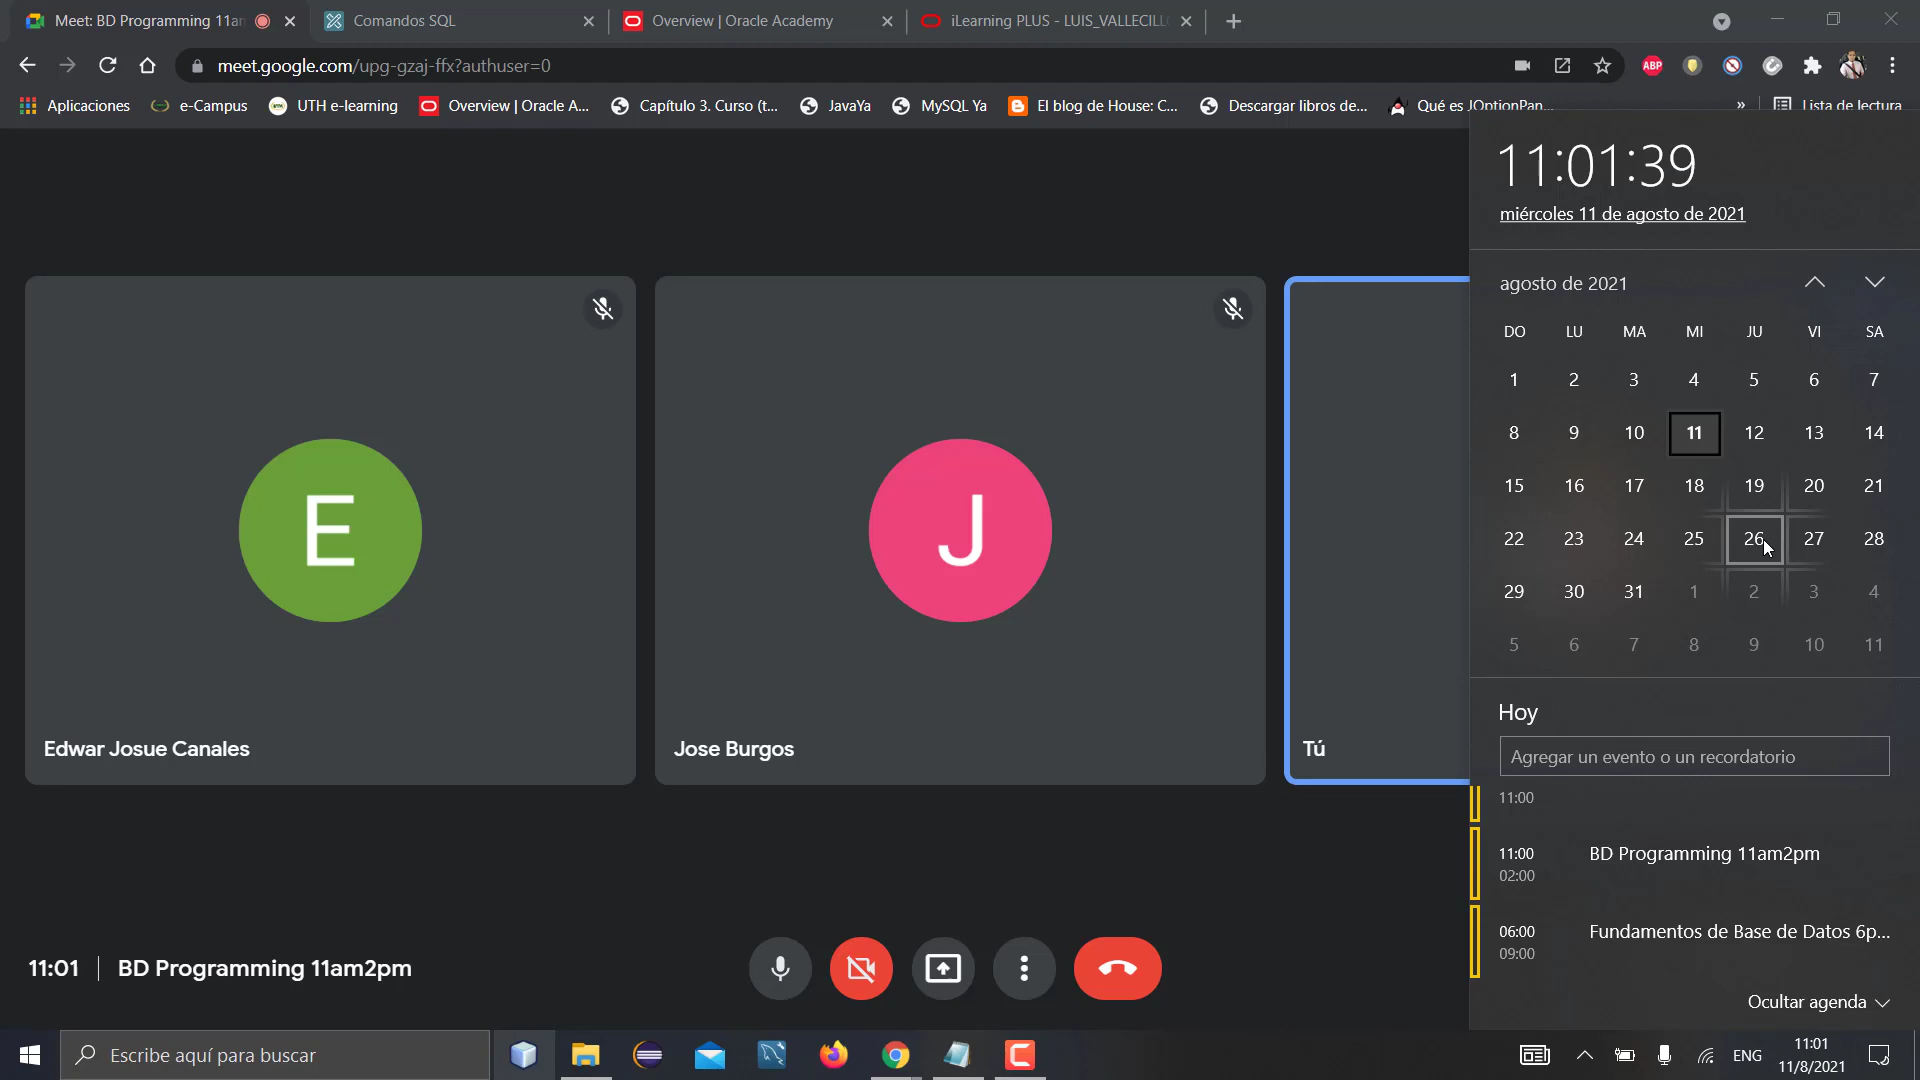 Meet: BD Programming 11am
Comandos SQL
Overview | Oracle Academy
iLearning PLUS - LUIS_VALLECILL
meet.google.com/upg-gzaj-ffx?authuser=0
ABP
Aplicaciones
e-Campus
UTH e-learning
Overview | Oracle A...
Capítulo 3. Curso (t...
JavaYa
MySQL Ya
El blog de House: C...
Descargar libros de...
Qué es JOptionPan...
»
Lista de lectura
11:01:39
miércoles 11 de agosto de 2021
agosto de 2021
DO LU MA MI JU VI SA
1 2 3 4 5 6 7
8 9 10 11 12 13 14
15 16 17 18 19 20 21
22 23 24 25 26 27 28
29 30 31 1 2 3 4
5 6 7 8 9 10 11
E
J
Edwar Josue Canales
Jose Burgos
Tú
Hoy
Agregar un evento o un recordatorio
11:00
11:00 BD Programming 11am2pm
02:00
06:00 Fundamentos de Base de Datos 6p...
09:00
Ocultar agenda
11:01 | BD Programming 11am2pm
Escribe aquí para buscar
ENG
11:01
11/8/2021